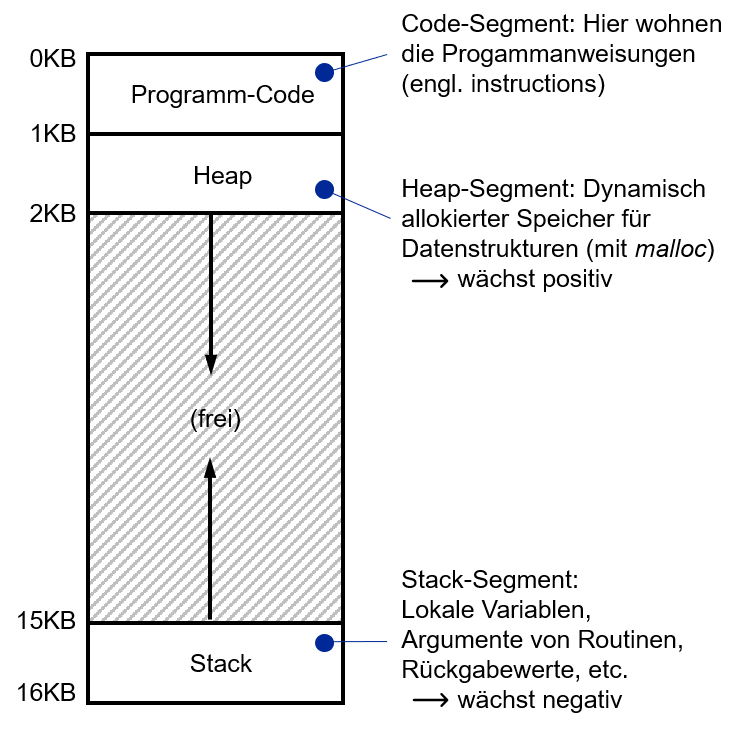 0KB
Programm-Code
1KB
Heap
2KB
(frei)
15KB
Stack
16KB
Code-Segment: Hier wohnen
die Progammanweisungen
(engl. instructions)
Heap-Segment: Dynamisch
allokierter Speicher für
Datenstrukturen (mit malloc)
⟶ wächst positiv
Stack-Segment:
Lokale Variablen,
Argumente von Routinen,
Rückgabewerte, etc.
⟶ wächst negativ